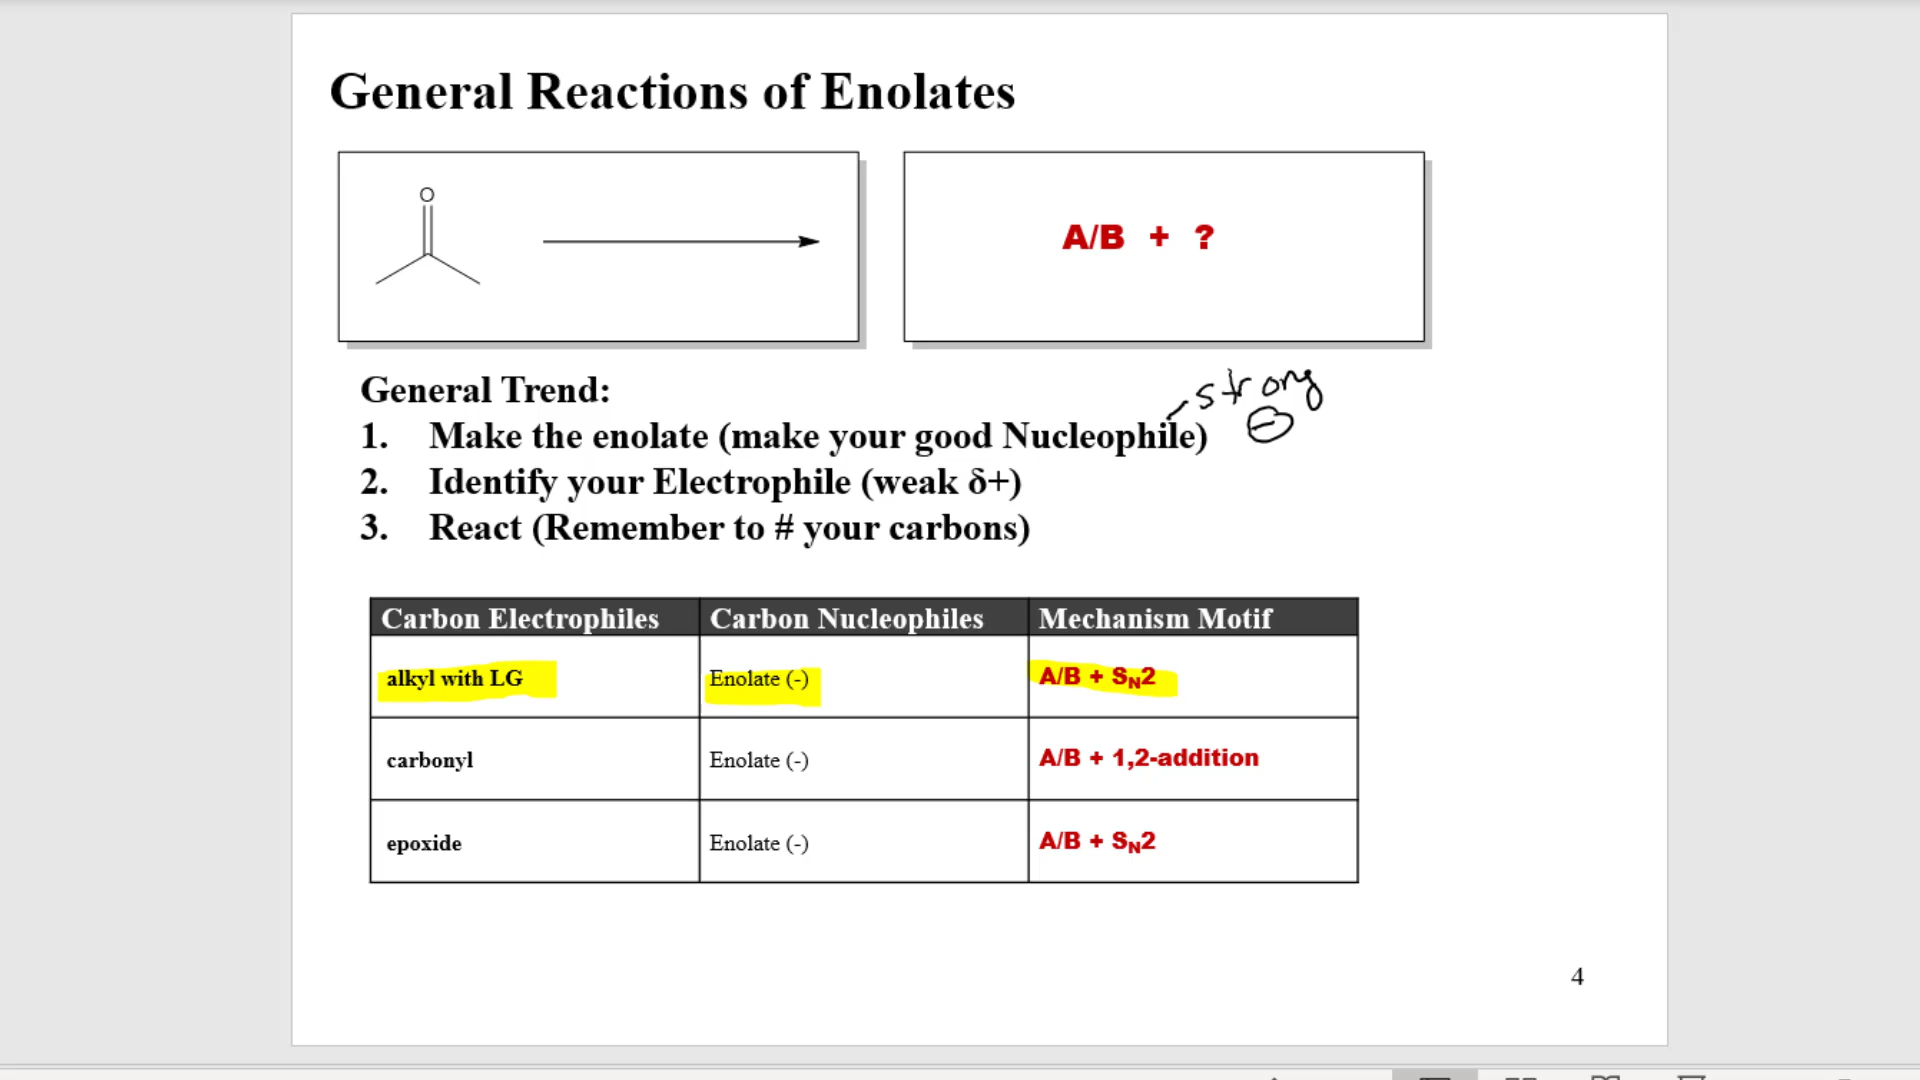 General Reactions of Enolates
O
A/B + ?
General Trend:
strong
1. Make the enolate (make your good Nucleophile) ⊖
2. Identify your Electrophile (weak δ+)
3. React (Remember to # your carbons)
Carbon Electrophiles Carbon Nucleophiles Mechanism Motif
alkyl with LG Enolate (-) A/B + SN2
carbonyl Enolate (-) A/B + 1,2-addition
epoxide Enolate (-) A/B + SN2
4